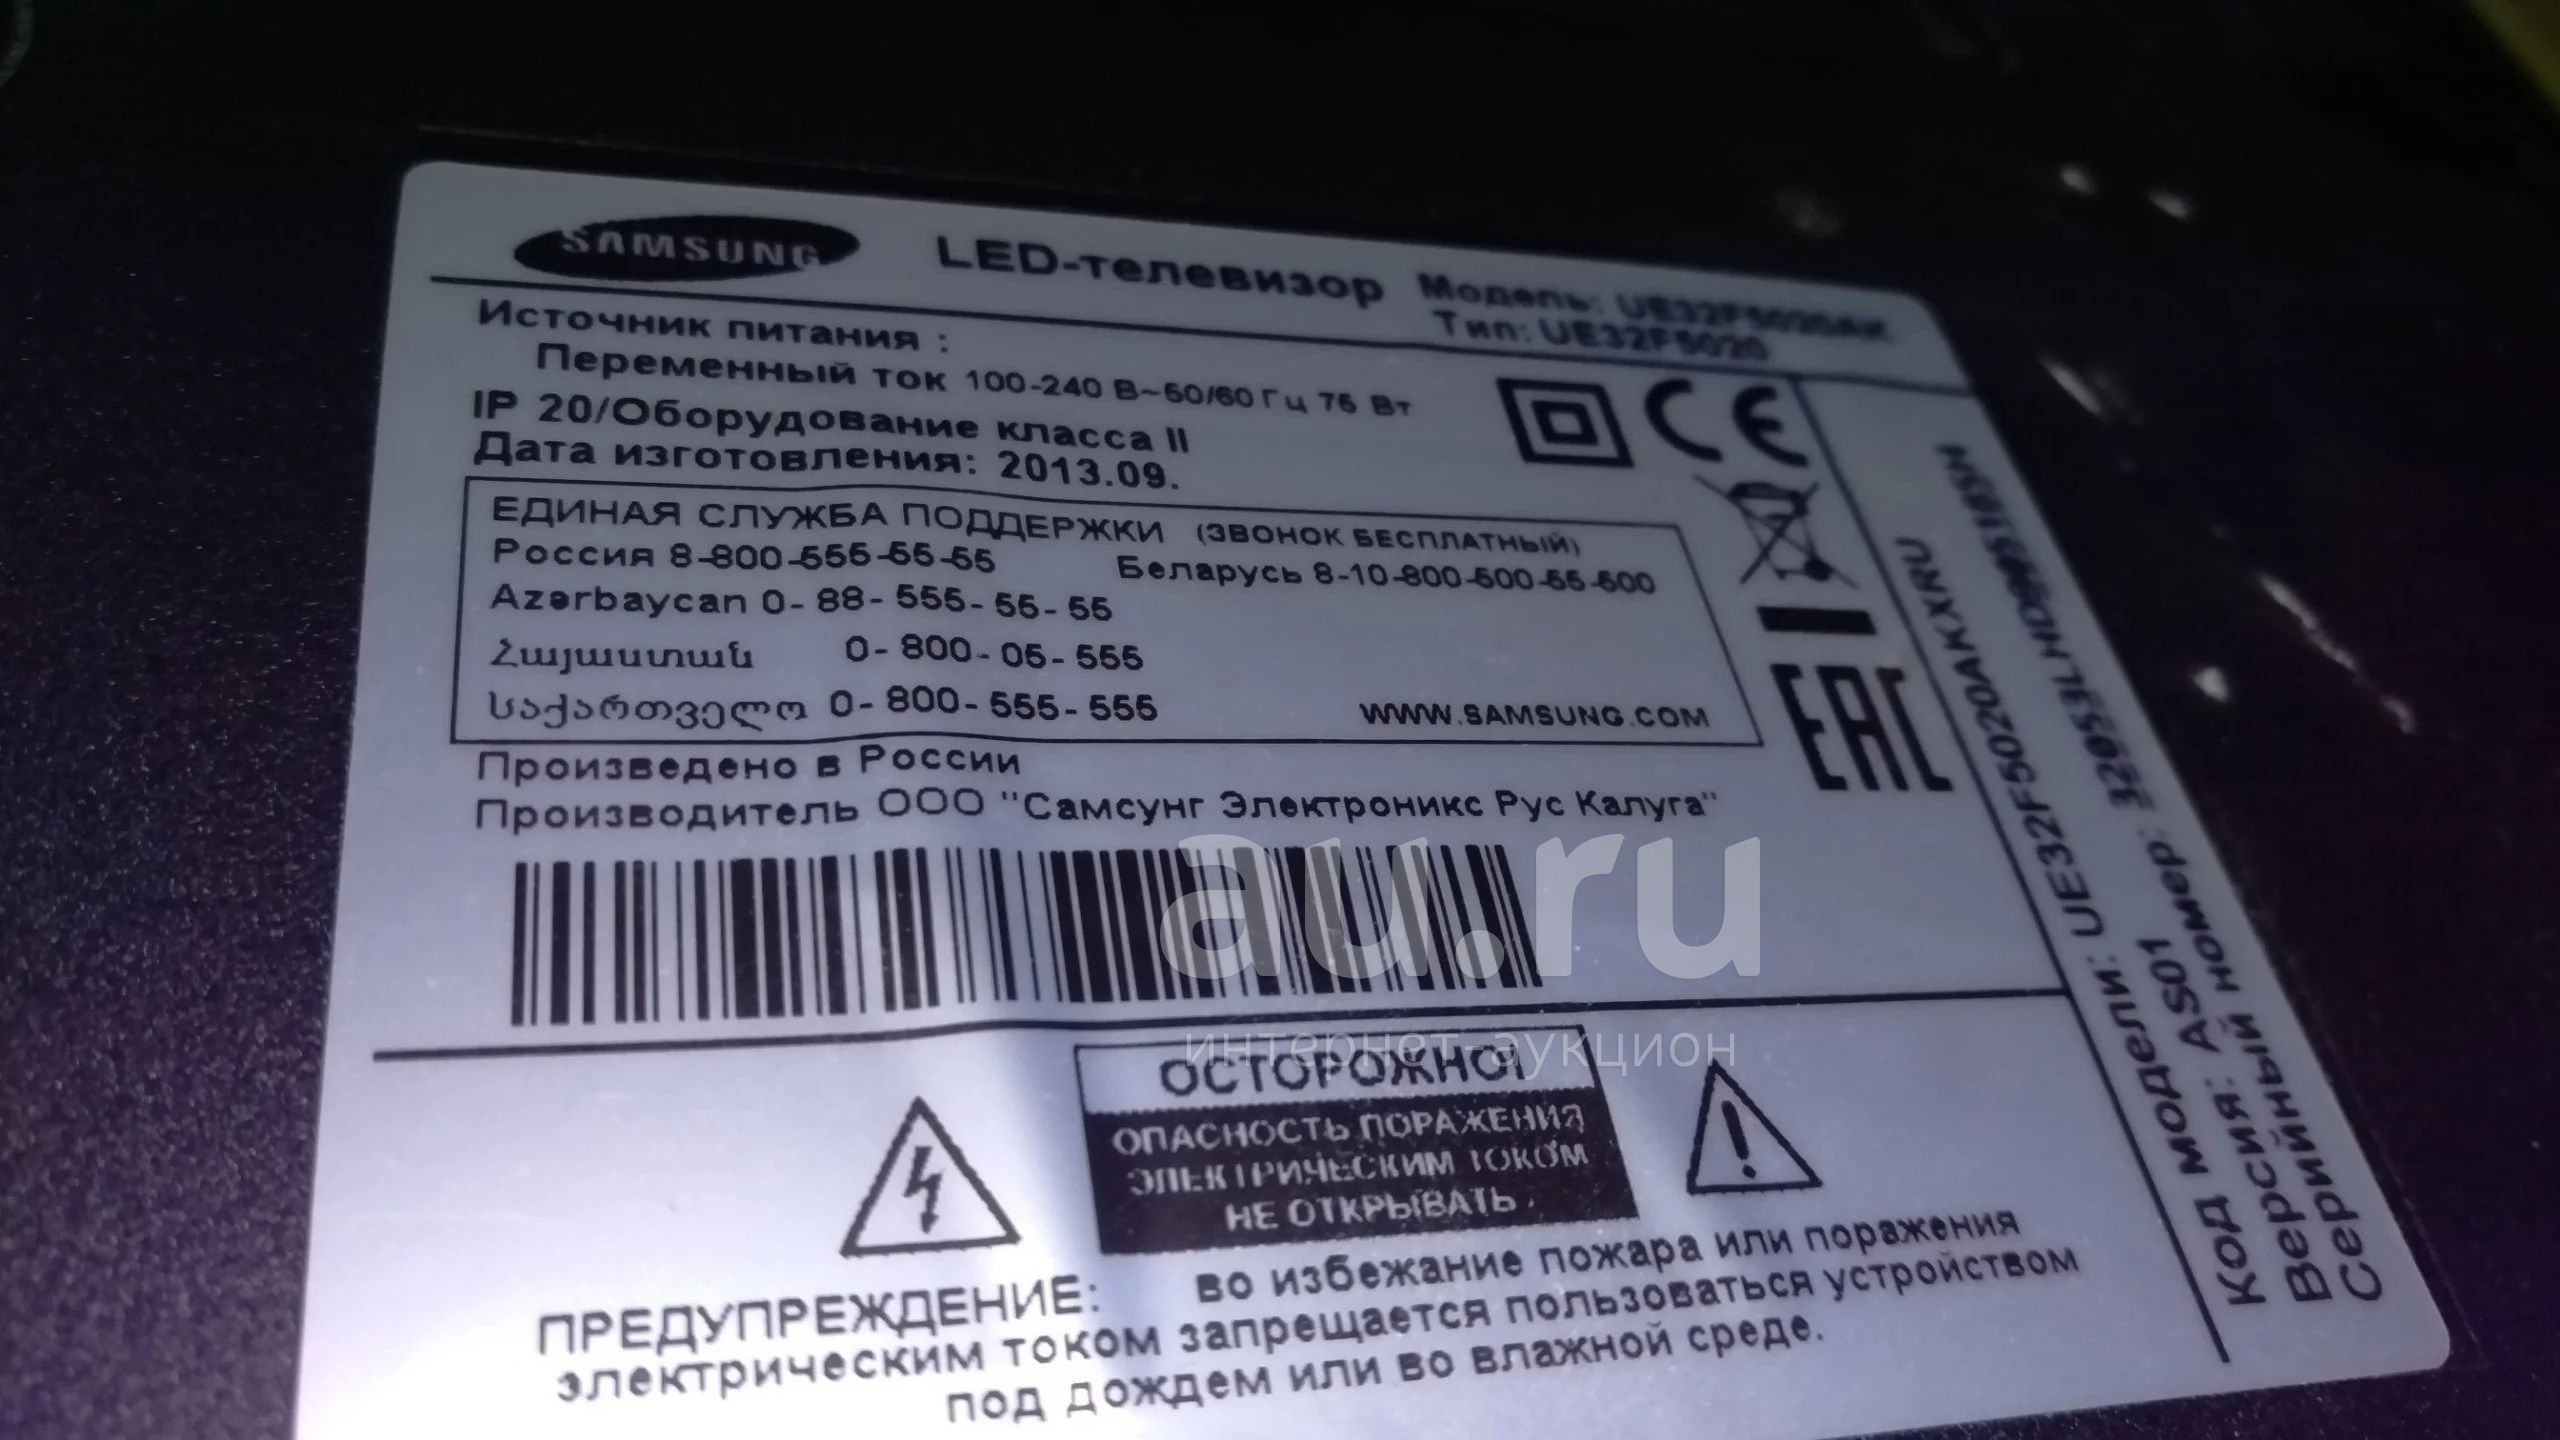 SAMSUNG LED-телевизор Модель: UE32F5020AK
Тип: UE32F5020
Источник питания :
Переменный ток 100-240 В~50/60 Гц 75 Вт
IP 20/Оборудование класса II
Дата изготовления: 2013.09.
ЕДИНАЯ СЛУЖБА ПОДДЕРЖКИ (ЗВОНОК БЕСПЛАТНЫЙ)
Россия 8-800-555-55-55 Беларусь 8-10-800-500-55-500
Azərbaycan 0-88-555-55-55
Հայաստան 0-800-05-555
საქართველო 0-800-555-555 WWW.SAMSUNG.COM
Произведено в России
Производитель ООО "Самсунг Электроникс Рус Калуга"
CE
EAC
au.ru
интернет-аукцион
ОСТОРОЖНО!
ОПАСНОСТЬ ПОРАЖЕНИЯ
ЭЛЕКТРИЧЕСКИМ ТОКОМ
НЕ ОТКРЫВАТЬ.
ПРЕДУПРЕЖДЕНИЕ: во избежание пожара или поражения
электрическим током запрещается пользоваться устройством
под дождем или во влажной среде.
Код модели: UE32F5020AKXRU
Версия: AS01
Серийный номер: